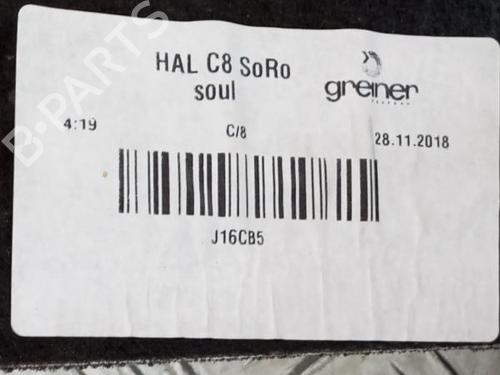 HAL C8 SoRo
soul
greiner
4:19
C/8
28.11.2018
J16CB5
B-PARTS